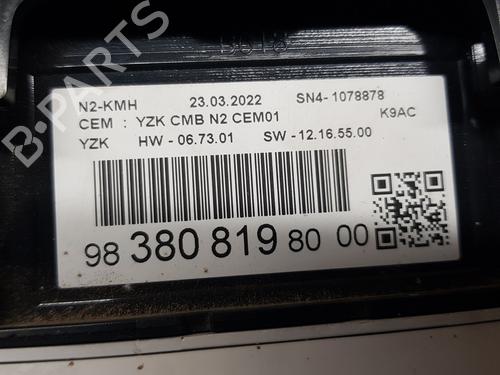 N2-KMH 23.03.2022 SN4-1078878
CEM : YZK CMB N2 CEM01 K9AC
YZK HW - 06.73.01 SW - 12.16.55.00
98 380 819 80 00
B-PARTS